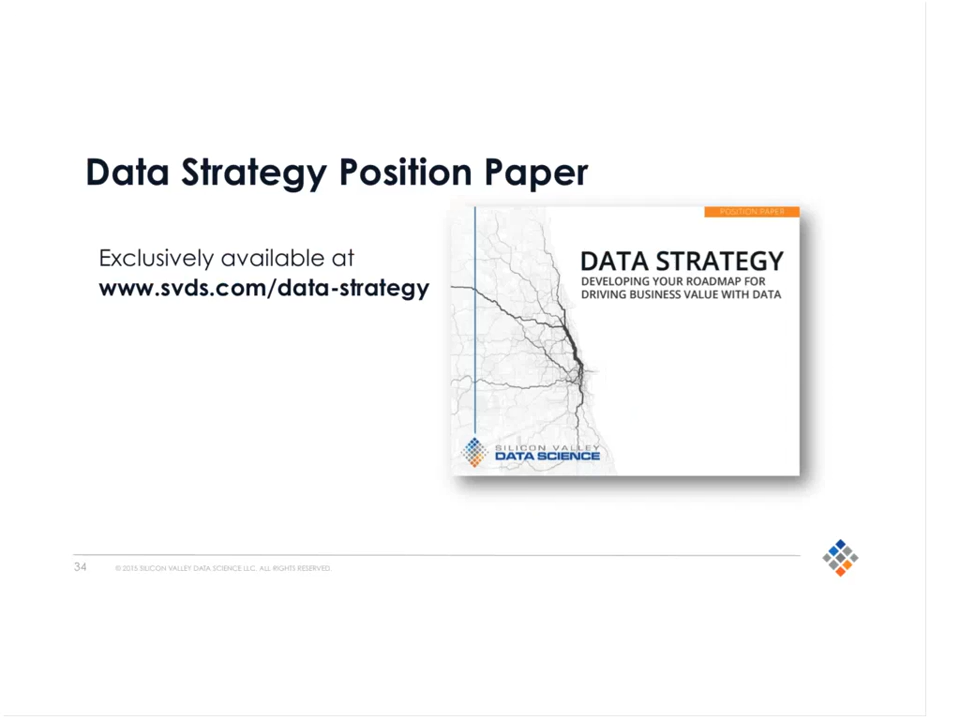 Data Strategy Position Paper
Exclusively available at
www.svds.com/data-strategy
POSITION PAPER
DATA STRATEGY
DEVELOPING YOUR ROADMAP FOR
DRIVING BUSINESS VALUE WITH DATA
SILICON VALLEY
DATA SCIENCE
34 © 2015 SILICON VALLEY DATA SCIENCE LLC. ALL RIGHTS RESERVED.